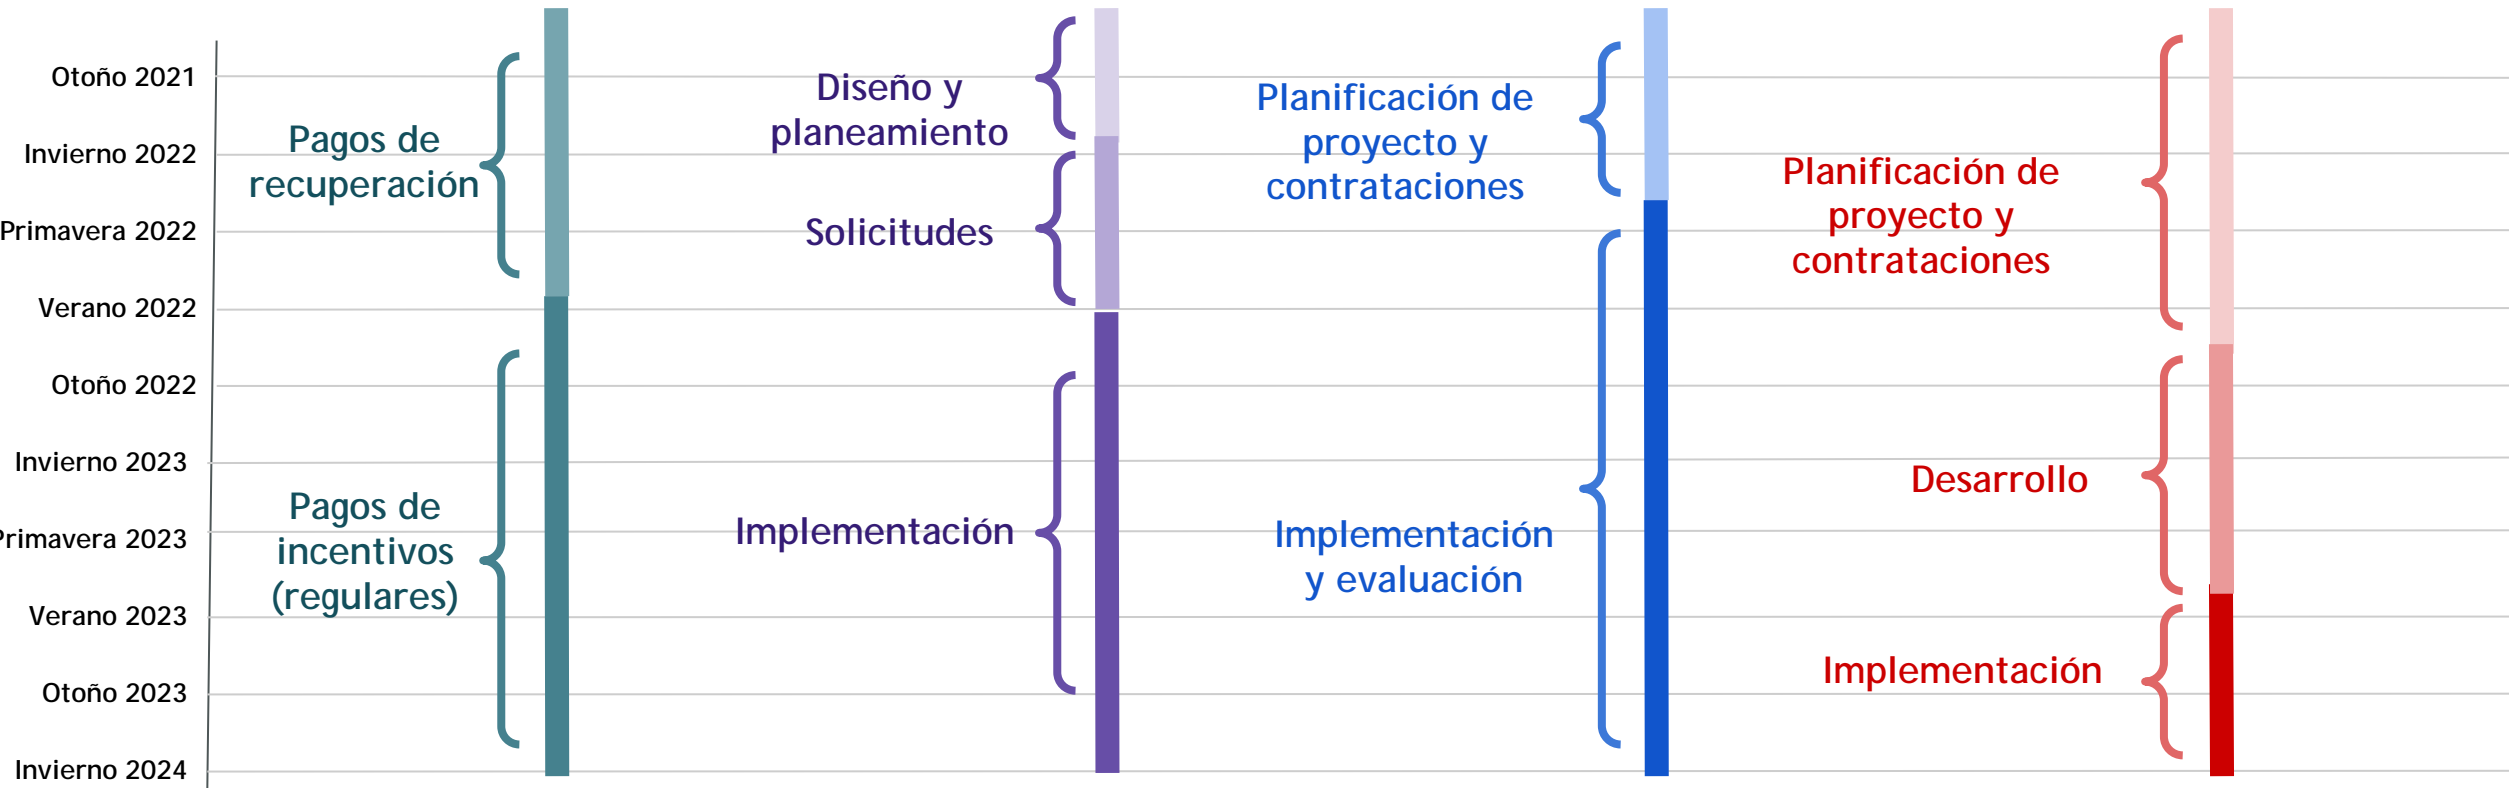 Otoño 2021
Invierno 2022
Primavera 2022
Verano 2022
Otoño 2022
Invierno 2023
Primavera 2023
Verano 2023
Otoño 2023
Invierno 2024
Pagos de
recuperación
Pagos de
incentivos
(regulares)
Diseño y
planeamiento
Solicitudes
Implementación
Planificación de
proyecto y
contrataciones
Implementación
y evaluación
Planificación de
proyecto y
contrataciones
Desarrollo
Implementación